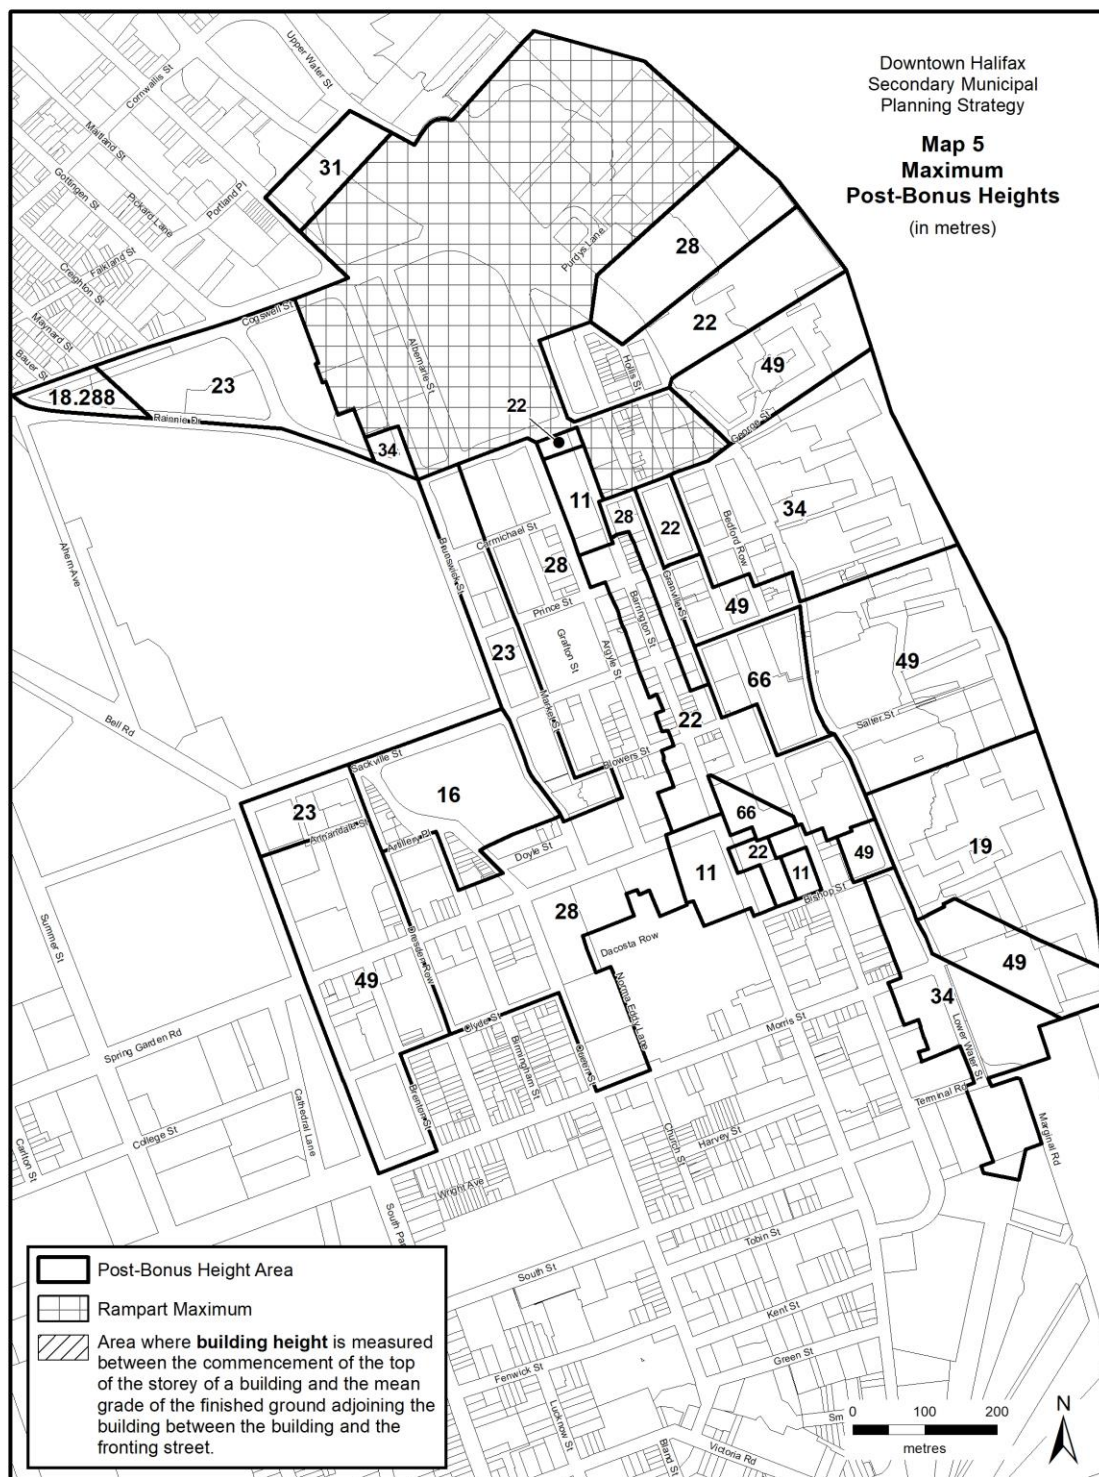 Downtown Halifax
Secondary Municipal
Planning Strategy
Map 5
Maximum
Post-Bonus Heights
(in metres)
Upper Water St
Cornwallis St
Maitland St
Gottingen St
Pickard Lane
Portland Pl
Falkland St
Creighton St
Maynard St
Bauer St
Cogswell St
31
Purdys Lane
28
22
49
Hollis St
Albemarle St
George St
18.288
23
Rainnie Dr
34
22
11
28
22
34
Bedford Row
Carmichael St
28
Brunswick St
Prince St
Barrington St
Granville St
49
Grafton St
Argyle St
23
Market St
Ahern Ave
Bell Rd
66
49
Salter St
22
Blowers St
Sackville St
16
23
Annandale St
Artillery Pl
Doyle St
66
22
11
11
49
19
Bishop St
28
Dacosta Row
Summer St
Dresden Row
49
49
34
Norma Eddy Lane
Morris St
Lower Water St
Clyde St
Spring Garden Rd
Birmingham St
Queen St
Brenton St
Terminal Rd
Cathedral Lane
College St
Carlton St
Church St
Harvey St
Marginal Rd
Wright Ave
South Par
Tobin St
South St
Kent St
Green St
Fenwick St
Lucknow St
Bland St
Victoria Rd
Sm
Post-Bonus Height Area
Rampart Maximum
Area where building height is measured
between the commencement of the top
of the storey of a building and the mean
grade of the finished ground adjoining the
building between the building and the
fronting street.
0 100 200
metres
N